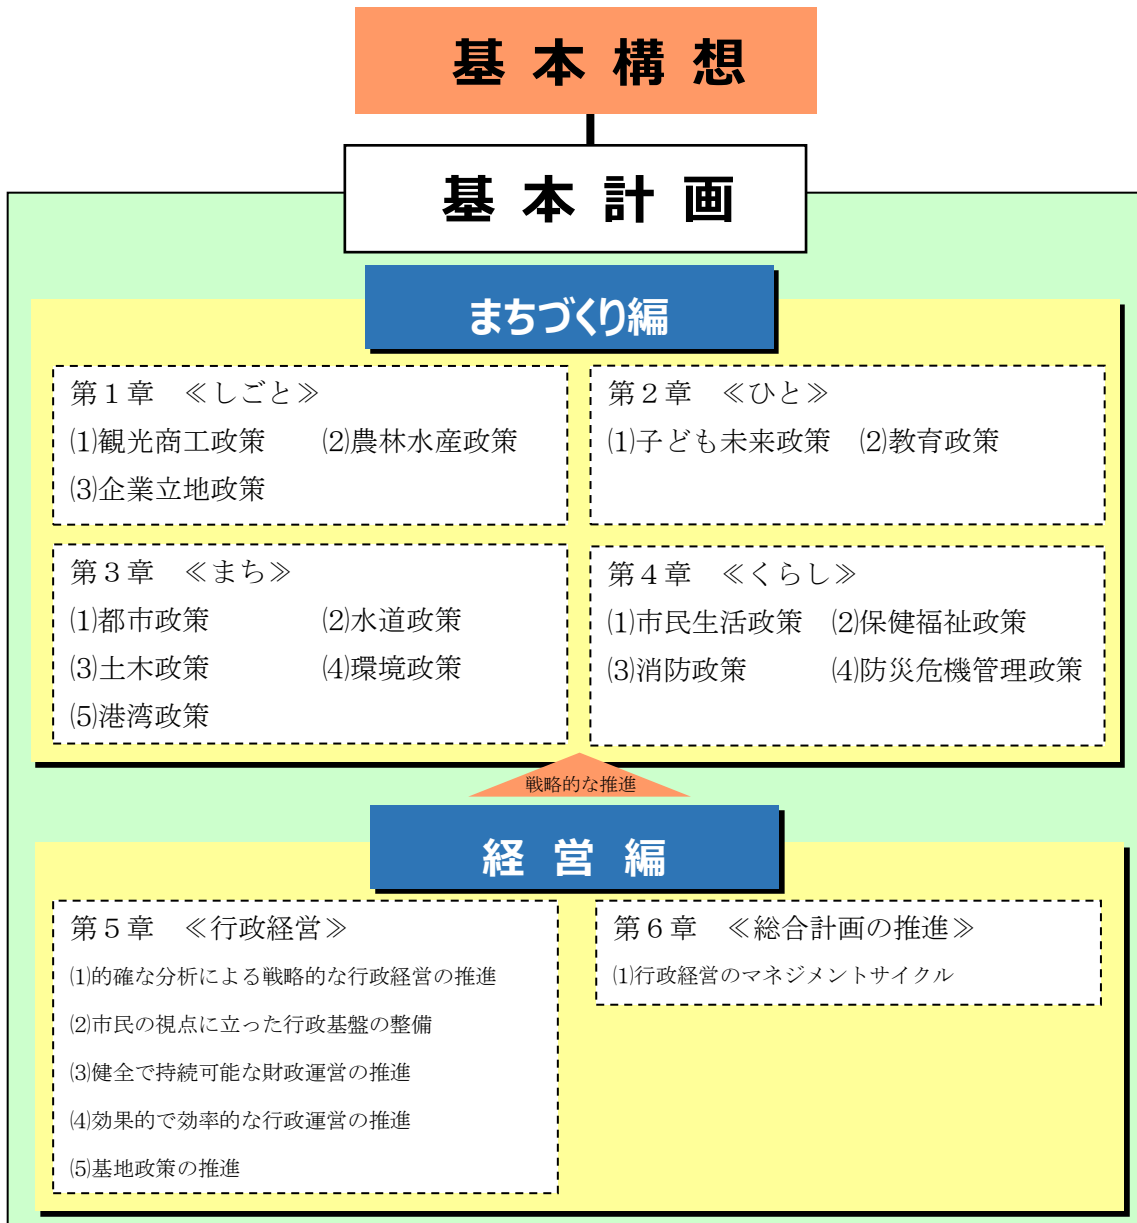 基本構想
基本計画
まちづくり編
第１章　≪しごと≫
⑴観光商工政策　⑵農林水産政策
⑶企業立地政策
第２章　≪ひと≫
⑴子ども未来政策　⑵教育政策
第３章　≪まち≫
⑴都市政策　⑵水道政策
⑶土木政策　⑷環境政策
⑸港湾政策
第４章　≪くらし≫
⑴市民生活政策　⑵保健福祉政策
⑶消防政策　⑷防災危機管理政策
戦略的な推進
経営編
第５章　≪行政経営≫
⑴的確な分析による戦略的な行政経営の推進
⑵市民の視点に立った行政基盤の整備
⑶健全で持続可能な財政運営の推進
⑷効果的で効率的な行政運営の推進
⑸基地政策の推進
第６章　≪総合計画の推進≫
⑴行政経営のマネジメントサイクル